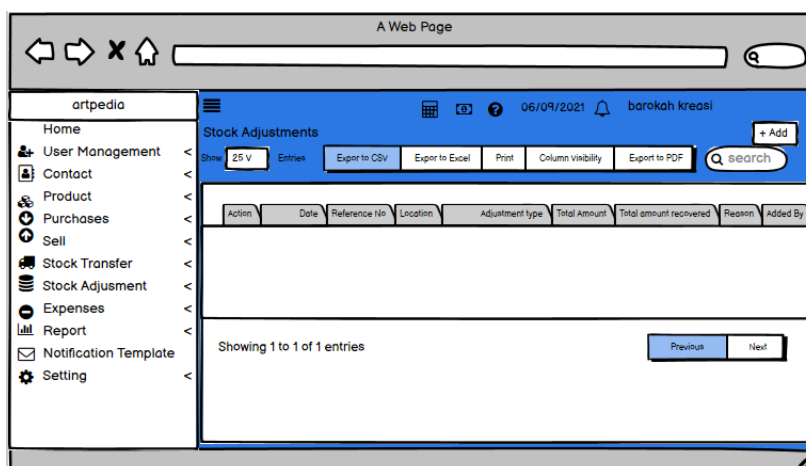 A Web Page
artpedia
06/09/2021 barokah kreasi
Home
User Management <
Contact <
Product <
Purchases <
Sell <
Stock Transfer <
Stock Adjusment <
Expenses <
Report <
Notification Template
Setting <
Stock Adjustments
+ Add
Show 25 V Entries Expor to CSV Export to Excel Print Column visibility Export to PDF search
Action Date Reference No Location Adjustment type Total Amount Total amount recovered Reason Added By
Showing 1 to 1 of 1 entries
Previous Next